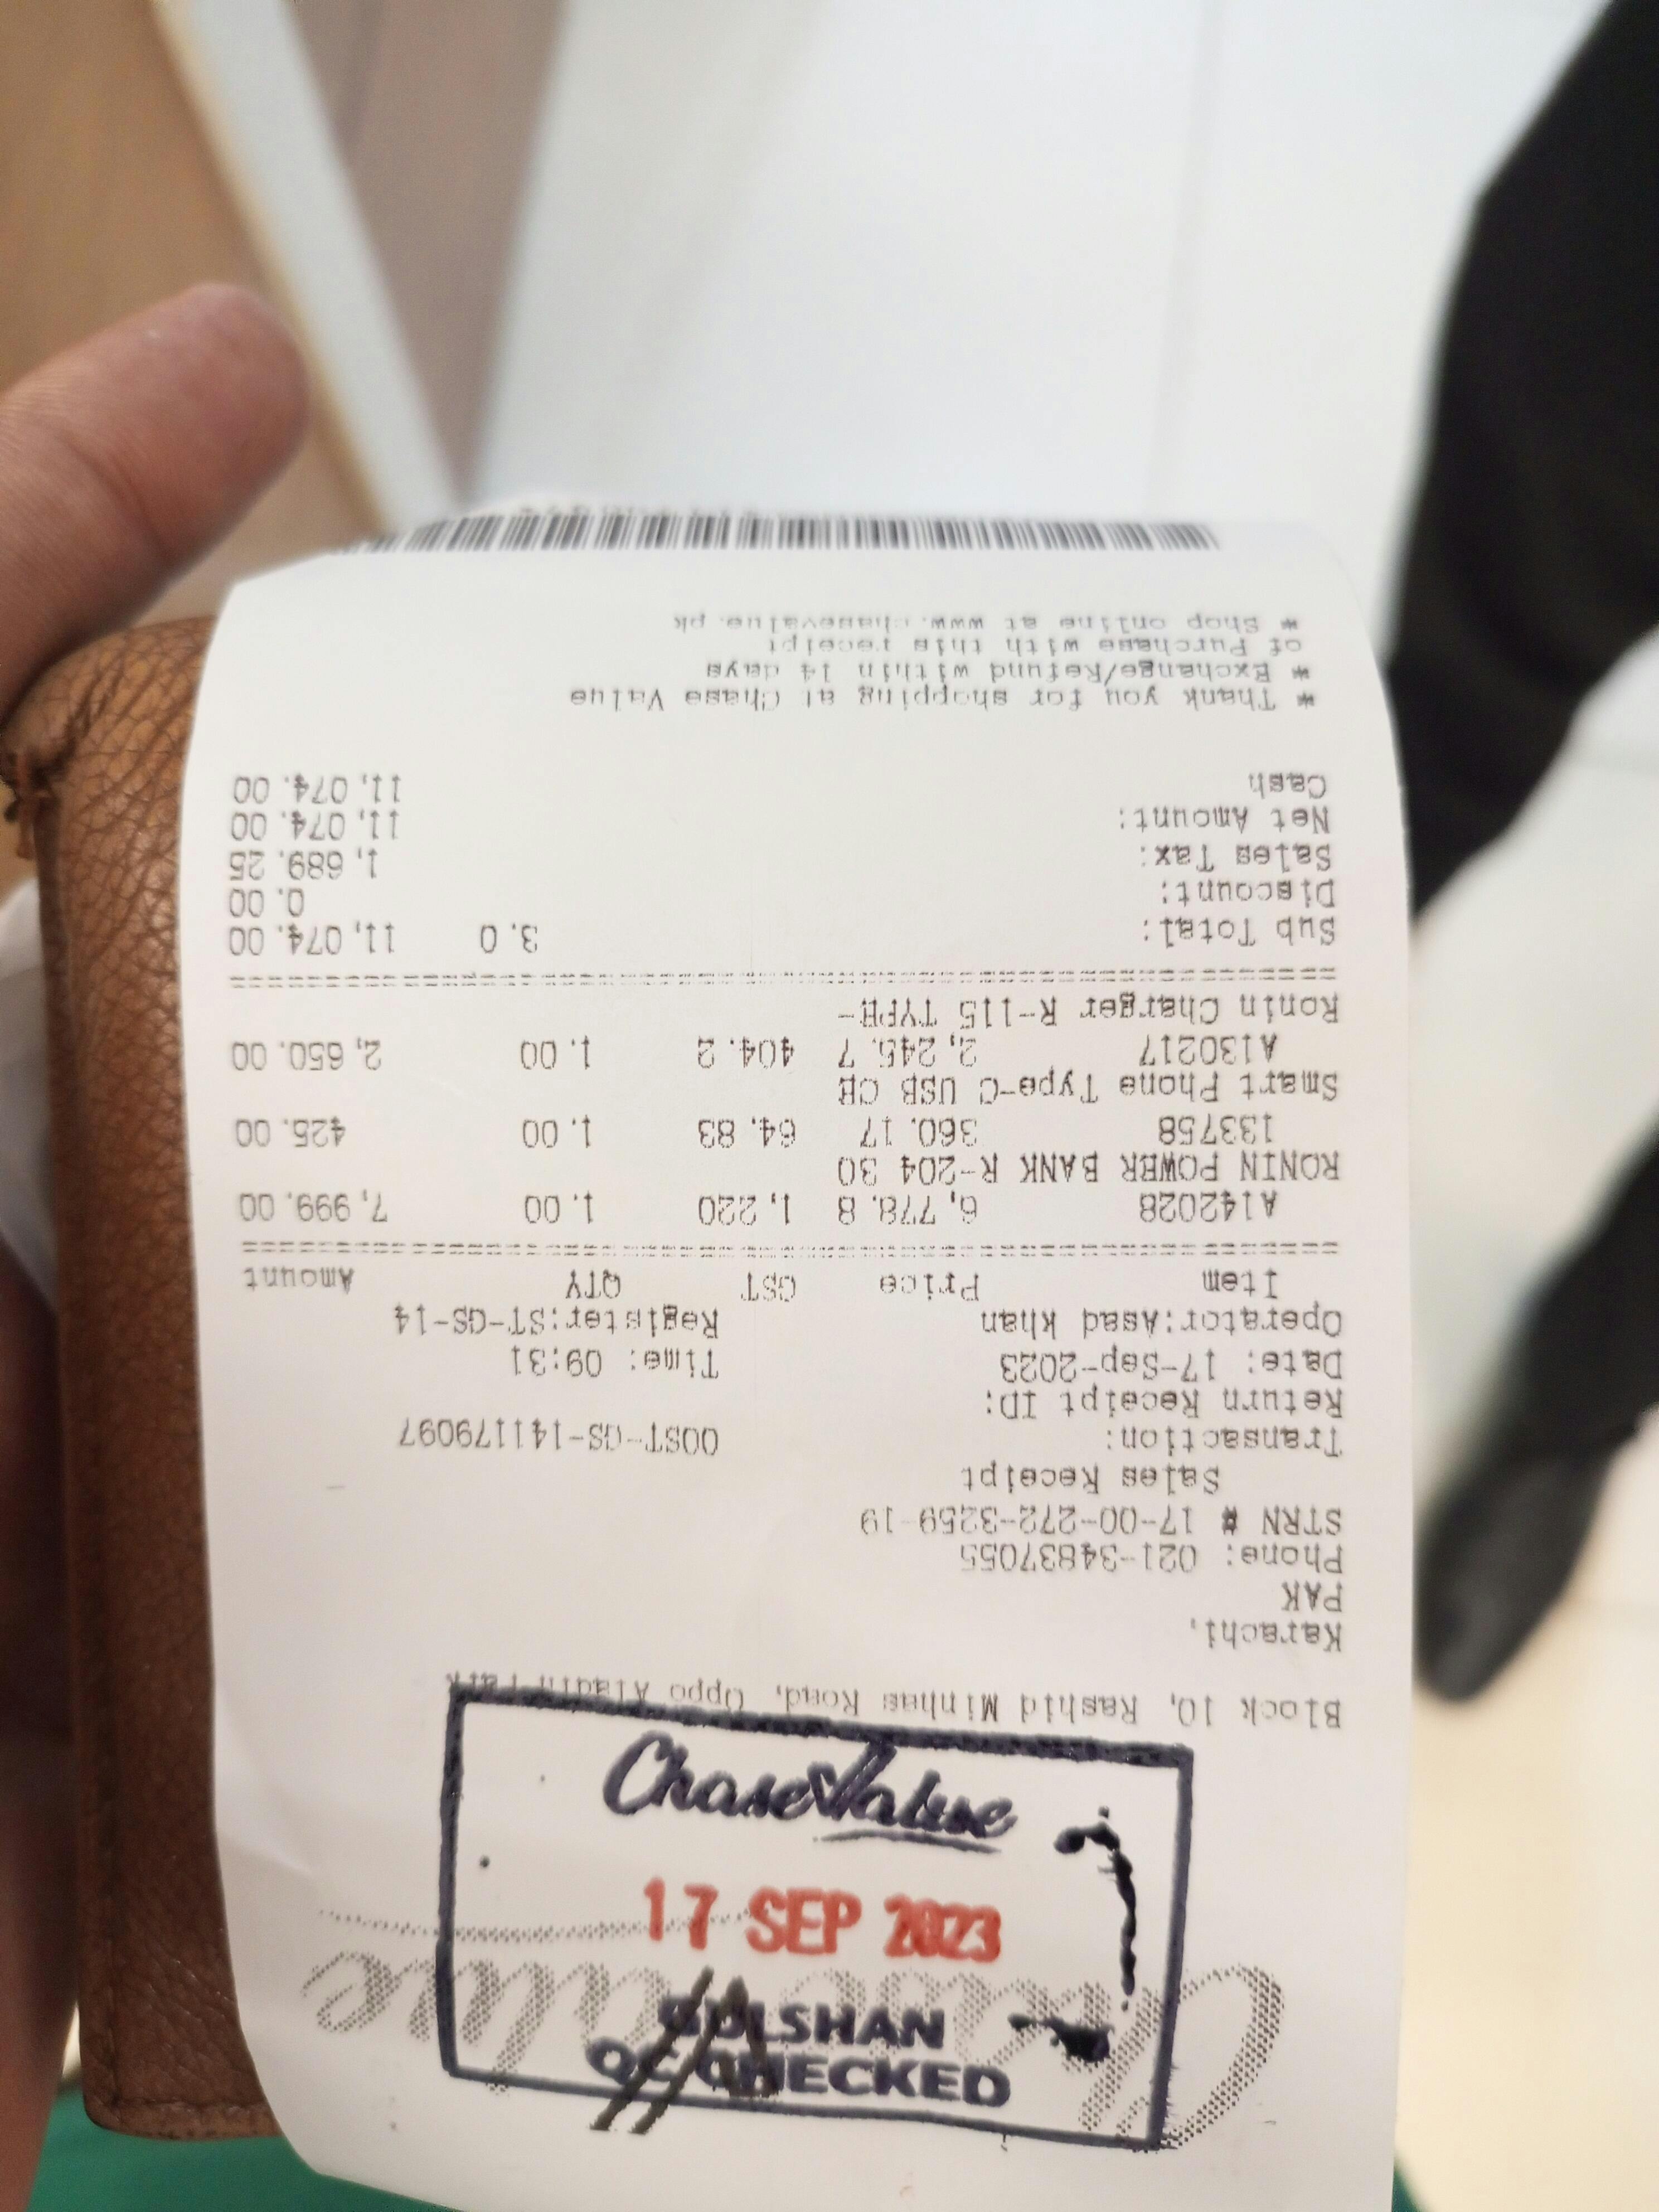 Chase Value
ChaseValue
17 SEP 2023
GULSHAN
QC CHECKED
Block 10, Rashid Minhas Road, Oppo Aladin Park
Karachi,
PAK
Phone: 021-34837055
STRN # 17-00-272-3259-19
Sales Receipt
Transaction: OOST-GS-141179097
Return Receipt ID:
Date: 17-Sep-2023 Time: 09:31
Operator:Asad khan Register:ST-GS-14
Item Price GST QTY Amount
A142028 6,778.8 1,220 1.00 7,999.00
RONIN POWER BANK R-204 30
133758 360.17 64.83 1.00 425.00
Smart Phone Type-C USB CH
A130217 2,245.7 404.2 1.00 2,650.00
Ronin Charger R-115 TYPE-
Sub Total: 3.0 11,074.00
Discount: 0.00
Sales Tax: 1,689.25
Net Amount: 11,074.00
Cash 11,074.00
* Thank you for shopping at Chase Value
* Exchange/Refund within 14 days
of Purchase with this receipt
* Shop online at www.chasevalue.pk